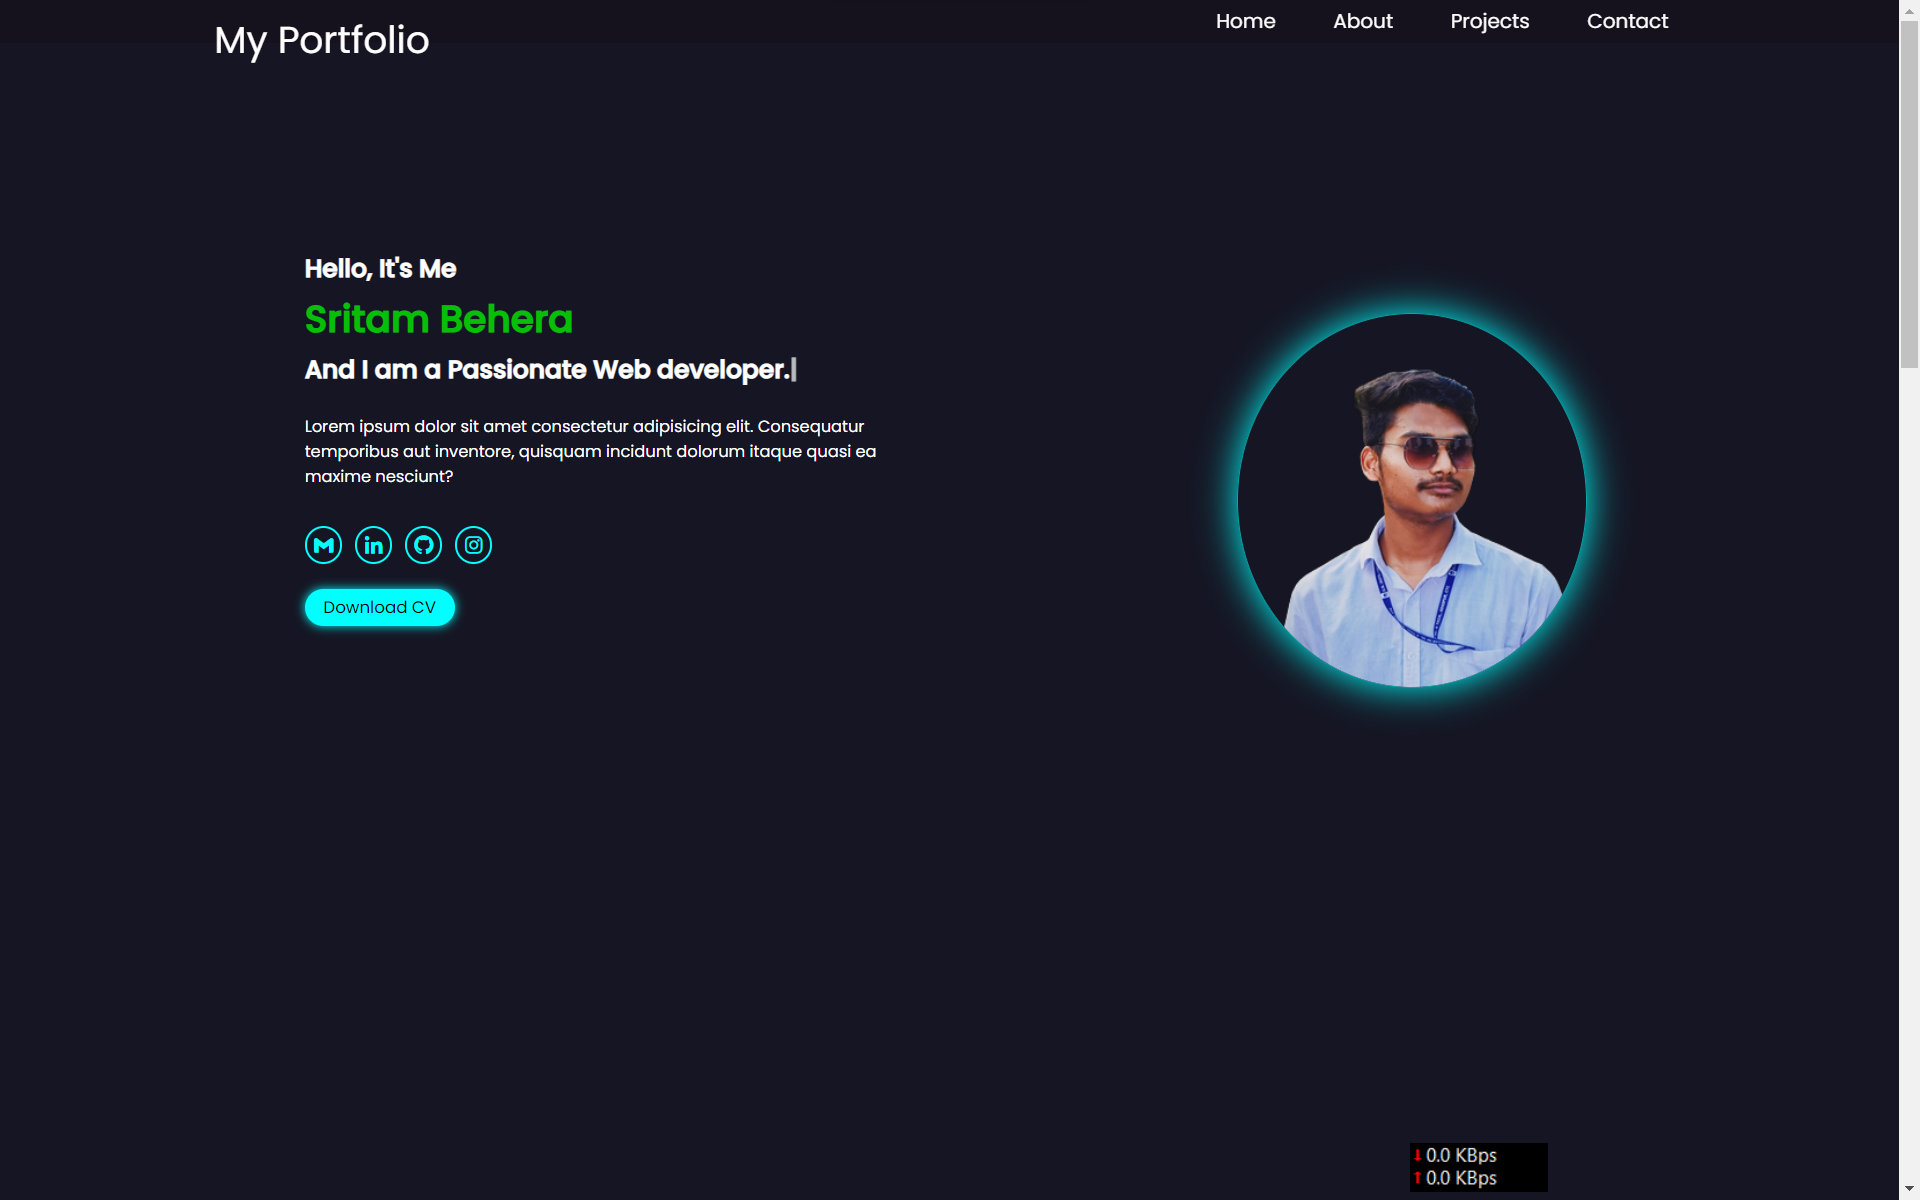 My Portfolio
Home About Projects Contact
Hello, It's Me
Sritam Behera
And I am a Passionate Web developer.|
Lorem ipsum dolor sit amet consectetur adipisicing elit. Consequatur
temporibus aut inventore, quisquam incidunt dolorum itaque quasi ea
maxime nesciunt?
Download CV
0.0 KBps
0.0 KBps